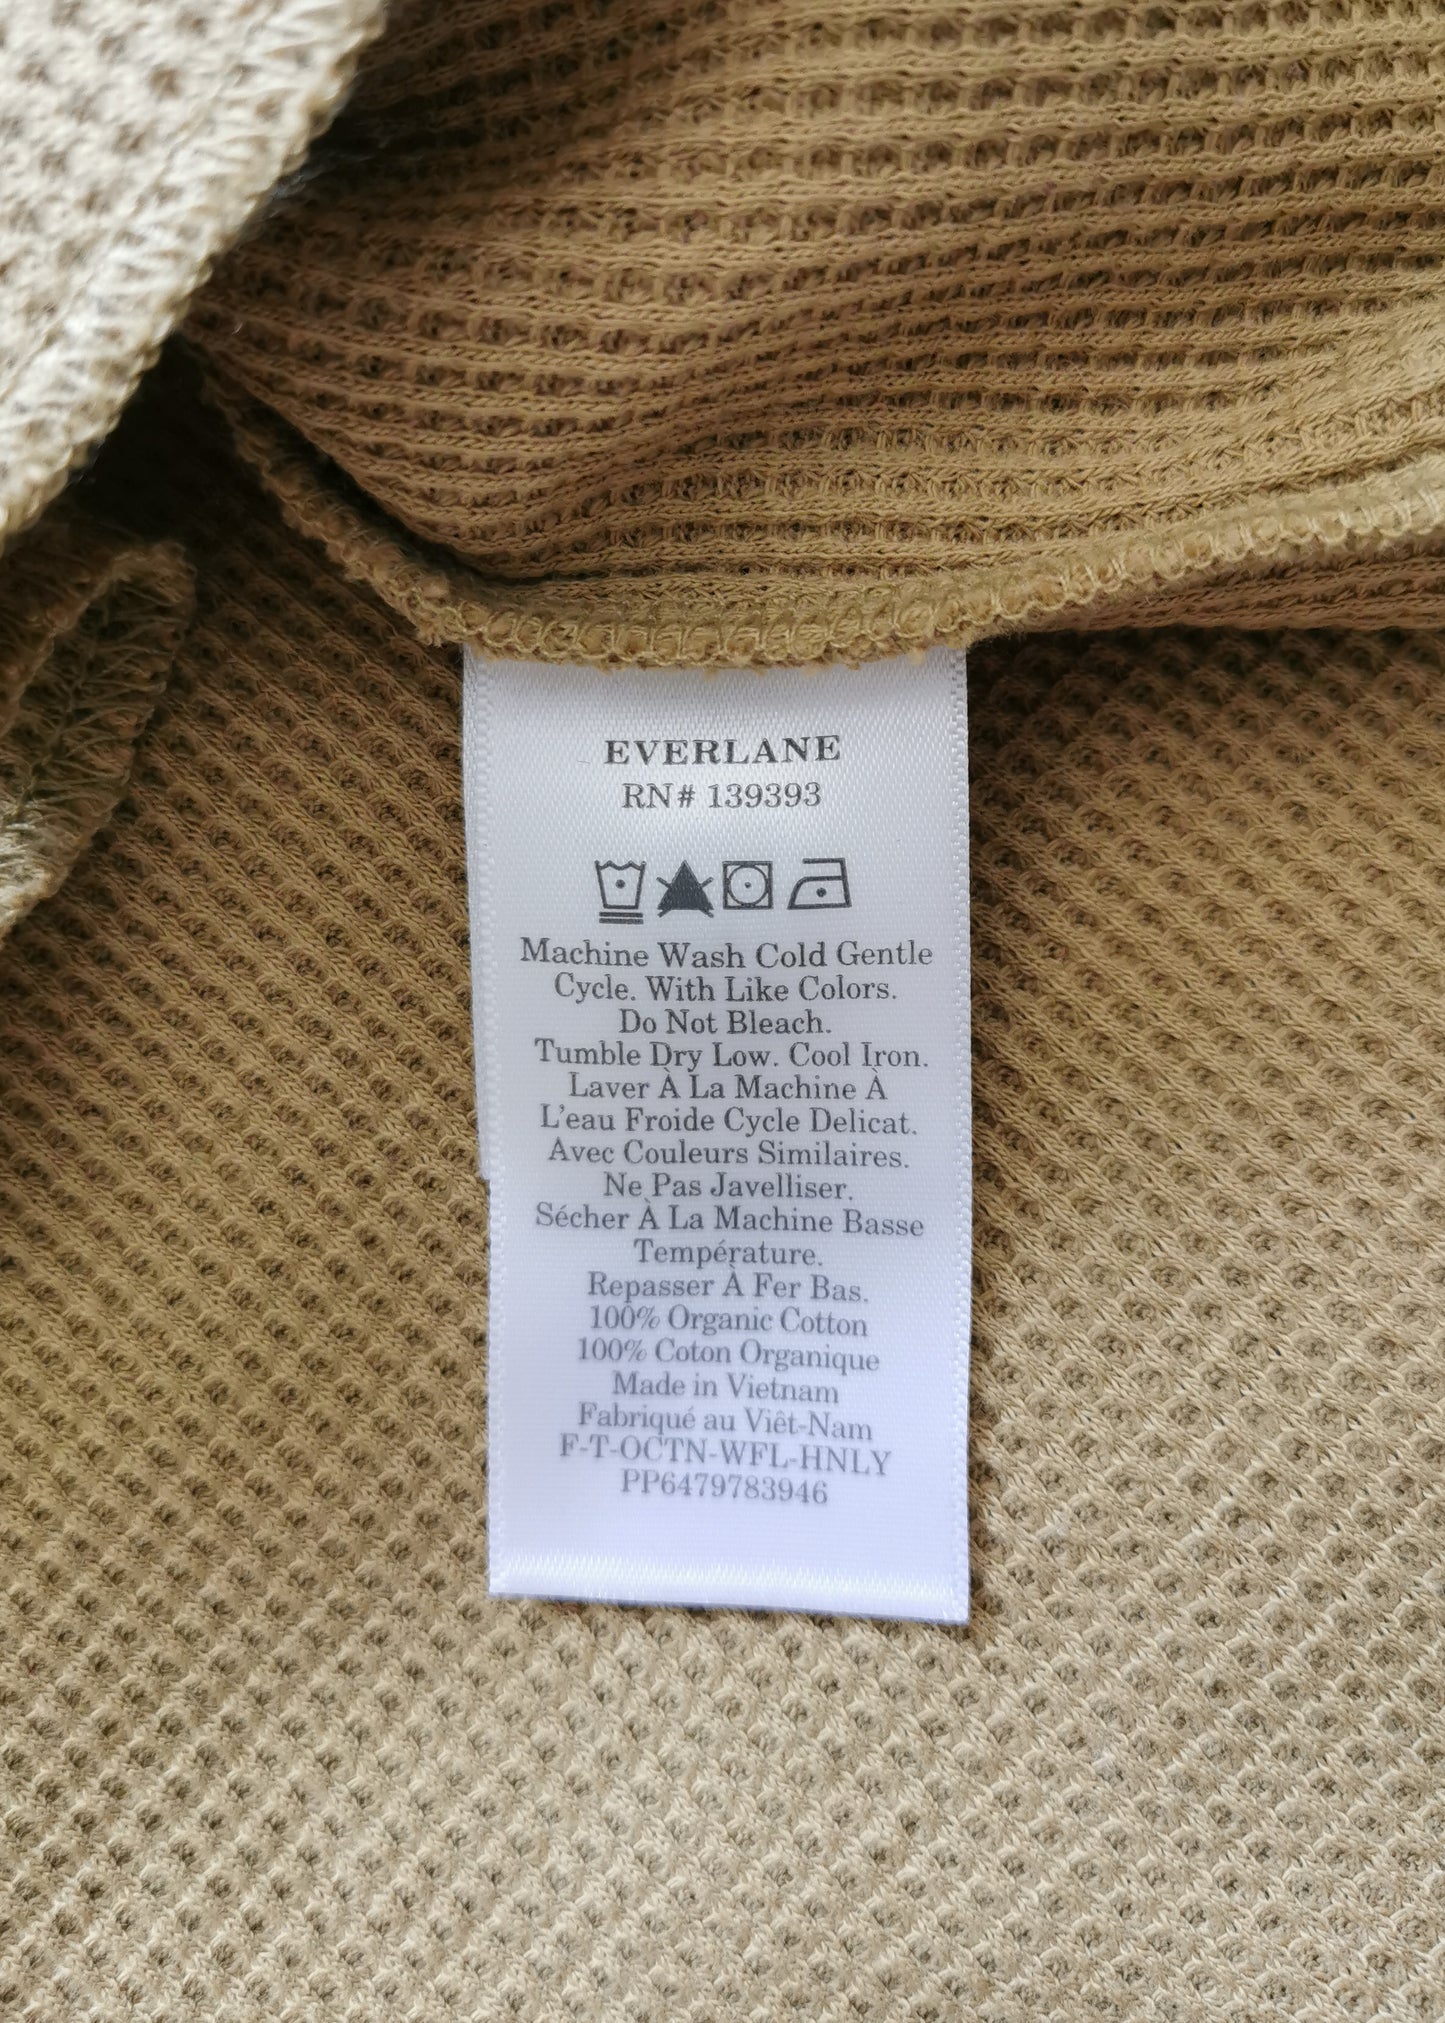 EVERLANE
RN# 139393
Machine Wash Cold Gentle
Cycle. With Like Colors.
Do Not Bleach.
Tumble Dry Low. Cool Iron.
Laver À La Machine À
L'eau Froide Cycle Delicat.
Avec Couleurs Similaires.
Ne Pas Javelliser.
Sécher À La Machine Basse
Température.
Repasser À Fer Bas.
100% Organic Cotton
100% Coton Organique
Made in Vietnam
Fabriqué au Viêt-Nam
F-T-OCTN-WFL-HNLY
PP6479783946